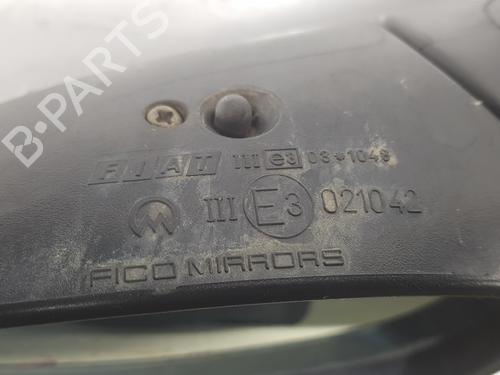 FIAT III e3 03*1048
III E3 021042
FICO MIRRORS
B-PARTS